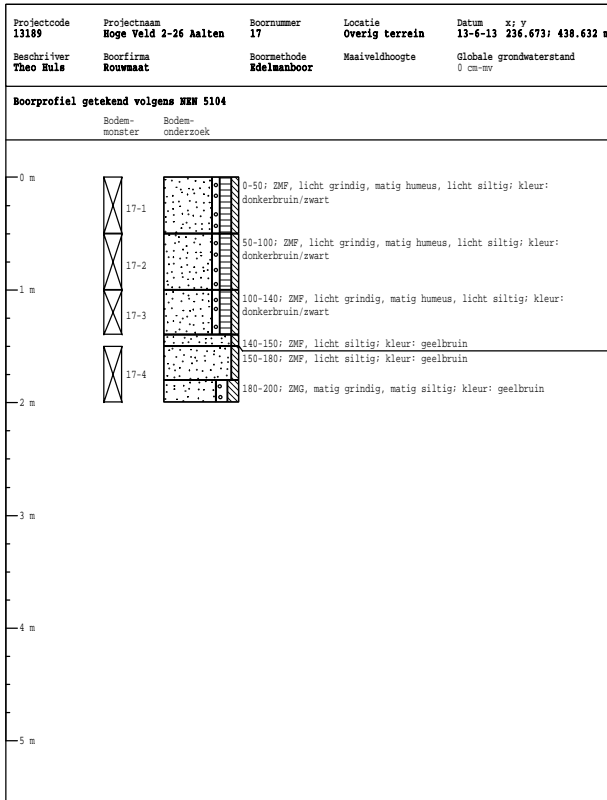 Projectcode Projectnaam Boornummer Locatie Datum x; y
13189 Hoge Veld 2-26 Aalten 17 Overig terrein 13-6-13 236.673; 438.632 m
Beschrijver Boorfirma Boormethode Maaiveldhoogte Globale grondwaterstand
Theo Huls Rouwmaat Edelmanboor 0 cm-mv
Boorprofiel getekend volgens NEN 5104
Bodem- Bodem-
monster onderzoek
0 m
0-50; ZMF, licht grindig, matig humeus, licht siltig; kleur:
donkerbruin/zwart
17-1
50-100; ZMF, licht grindig, matig humeus, licht siltig; kleur:
donkerbruin/zwart
17-2
1 m
100-140; ZMF, licht grindig, matig humeus, licht siltig; kleur:
donkerbruin/zwart
17-3
140-150; ZMF, licht siltig; kleur: geelbruin
150-180; ZMF, licht siltig; kleur: geelbruin
17-4
180-200; ZMG, matig grindig, matig siltig; kleur: geelbruin
2 m
3 m
4 m
5 m